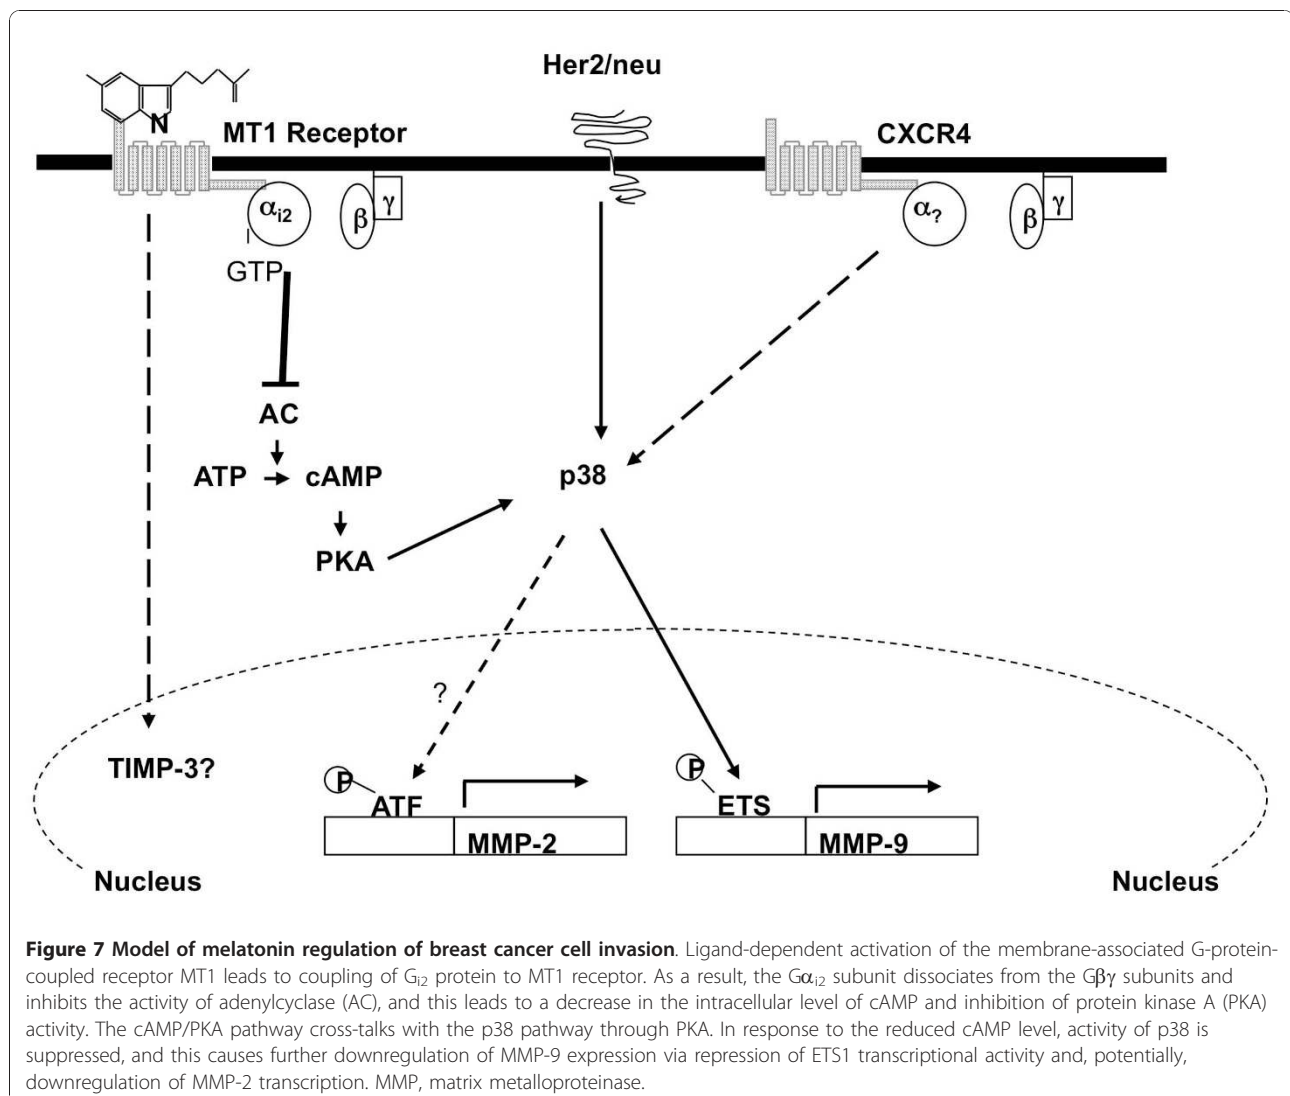 Her2/neu
N
MT1 Receptor
CXCR4
αi2
β
γ
α?
β
γ
GTP
AC
ATP
cAMP
p38
PKA
?
TIMP-3?
P
ATF
MMP-2
P
ETS
MMP-9
Nucleus
Nucleus
Figure 7 Model of melatonin regulation of breast cancer cell invasion. Ligand-dependent activation of the membrane-associated G-protein-
coupled receptor MT1 leads to coupling of Gi2 protein to MT1 receptor. As a result, the Gαi2 subunit dissociates from the Gβγ subunits and
inhibits the activity of adenylcyclase (AC), and this leads to a decrease in the intracellular level of cAMP and inhibition of protein kinase A (PKA)
activity. The cAMP/PKA pathway cross-talks with the p38 pathway through PKA. In response to the reduced cAMP level, activity of p38 is
suppressed, and this causes further downregulation of MMP-9 expression via repression of ETS1 transcriptional activity and, potentially,
downregulation of MMP-2 transcription. MMP, matrix metalloproteinase.